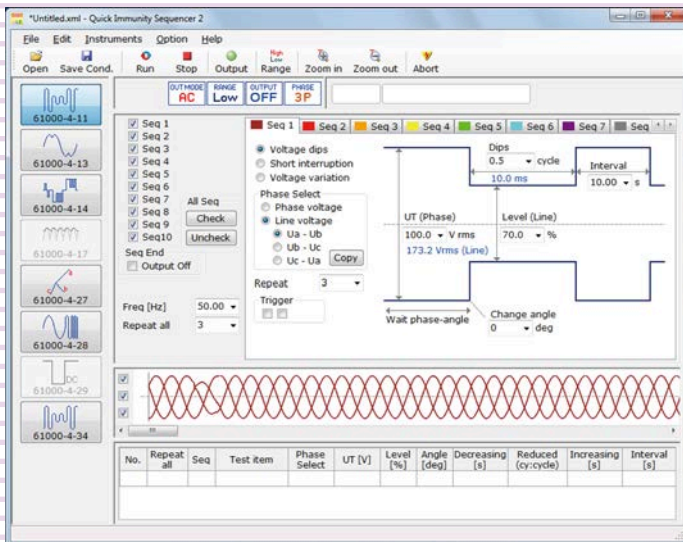 *Untitled.xml - Quick Immunity Sequencer 2
File Edit Instruments Option Help
Open Save Cond. Run Stop Output Range Zoom in Zoom out Abort
High
Low
OUTMODE RANGE OUTPUT PHASE
AC Low OFF 3P
61000-4-11
61000-4-13
61000-4-14
61000-4-17
61000-4-27
61000-4-28
DC
61000-4-29
61000-4-34
Seq 1
Seq 2
Seq 3
Seq 4
Seq 5
Seq 6
Seq 7
Seq 8
Seq 9
Seq10
All Seq
Check
Uncheck
Seq End
Output Off
Freq [Hz] 50.00
Repeat all 3
Seq 1 Seq 2 Seq 3 Seq 4 Seq 5 Seq 6 Seq 7 Seq
Voltage dips
Short interruption
Voltage variation
Phase Select
Phase voltage
Line voltage
Ua - Ub
Ub - Uc
Uc - Ua Copy
Repeat 3
Trigger
Dips
0.5 cycle
10.0 ms
Interval
10.00 s
UT (Phase)
100.0 V rms
173.2 Vrms (Line)
Level (Line)
70.0 %
Wait phase-angle
Change angle
0 deg
No. Repeat all Seq Test item Phase Select UT [V] Level [%] Angle [deg] Decreasing [s] Reduced (cy:cycle) Increasing [s] Interval [s]